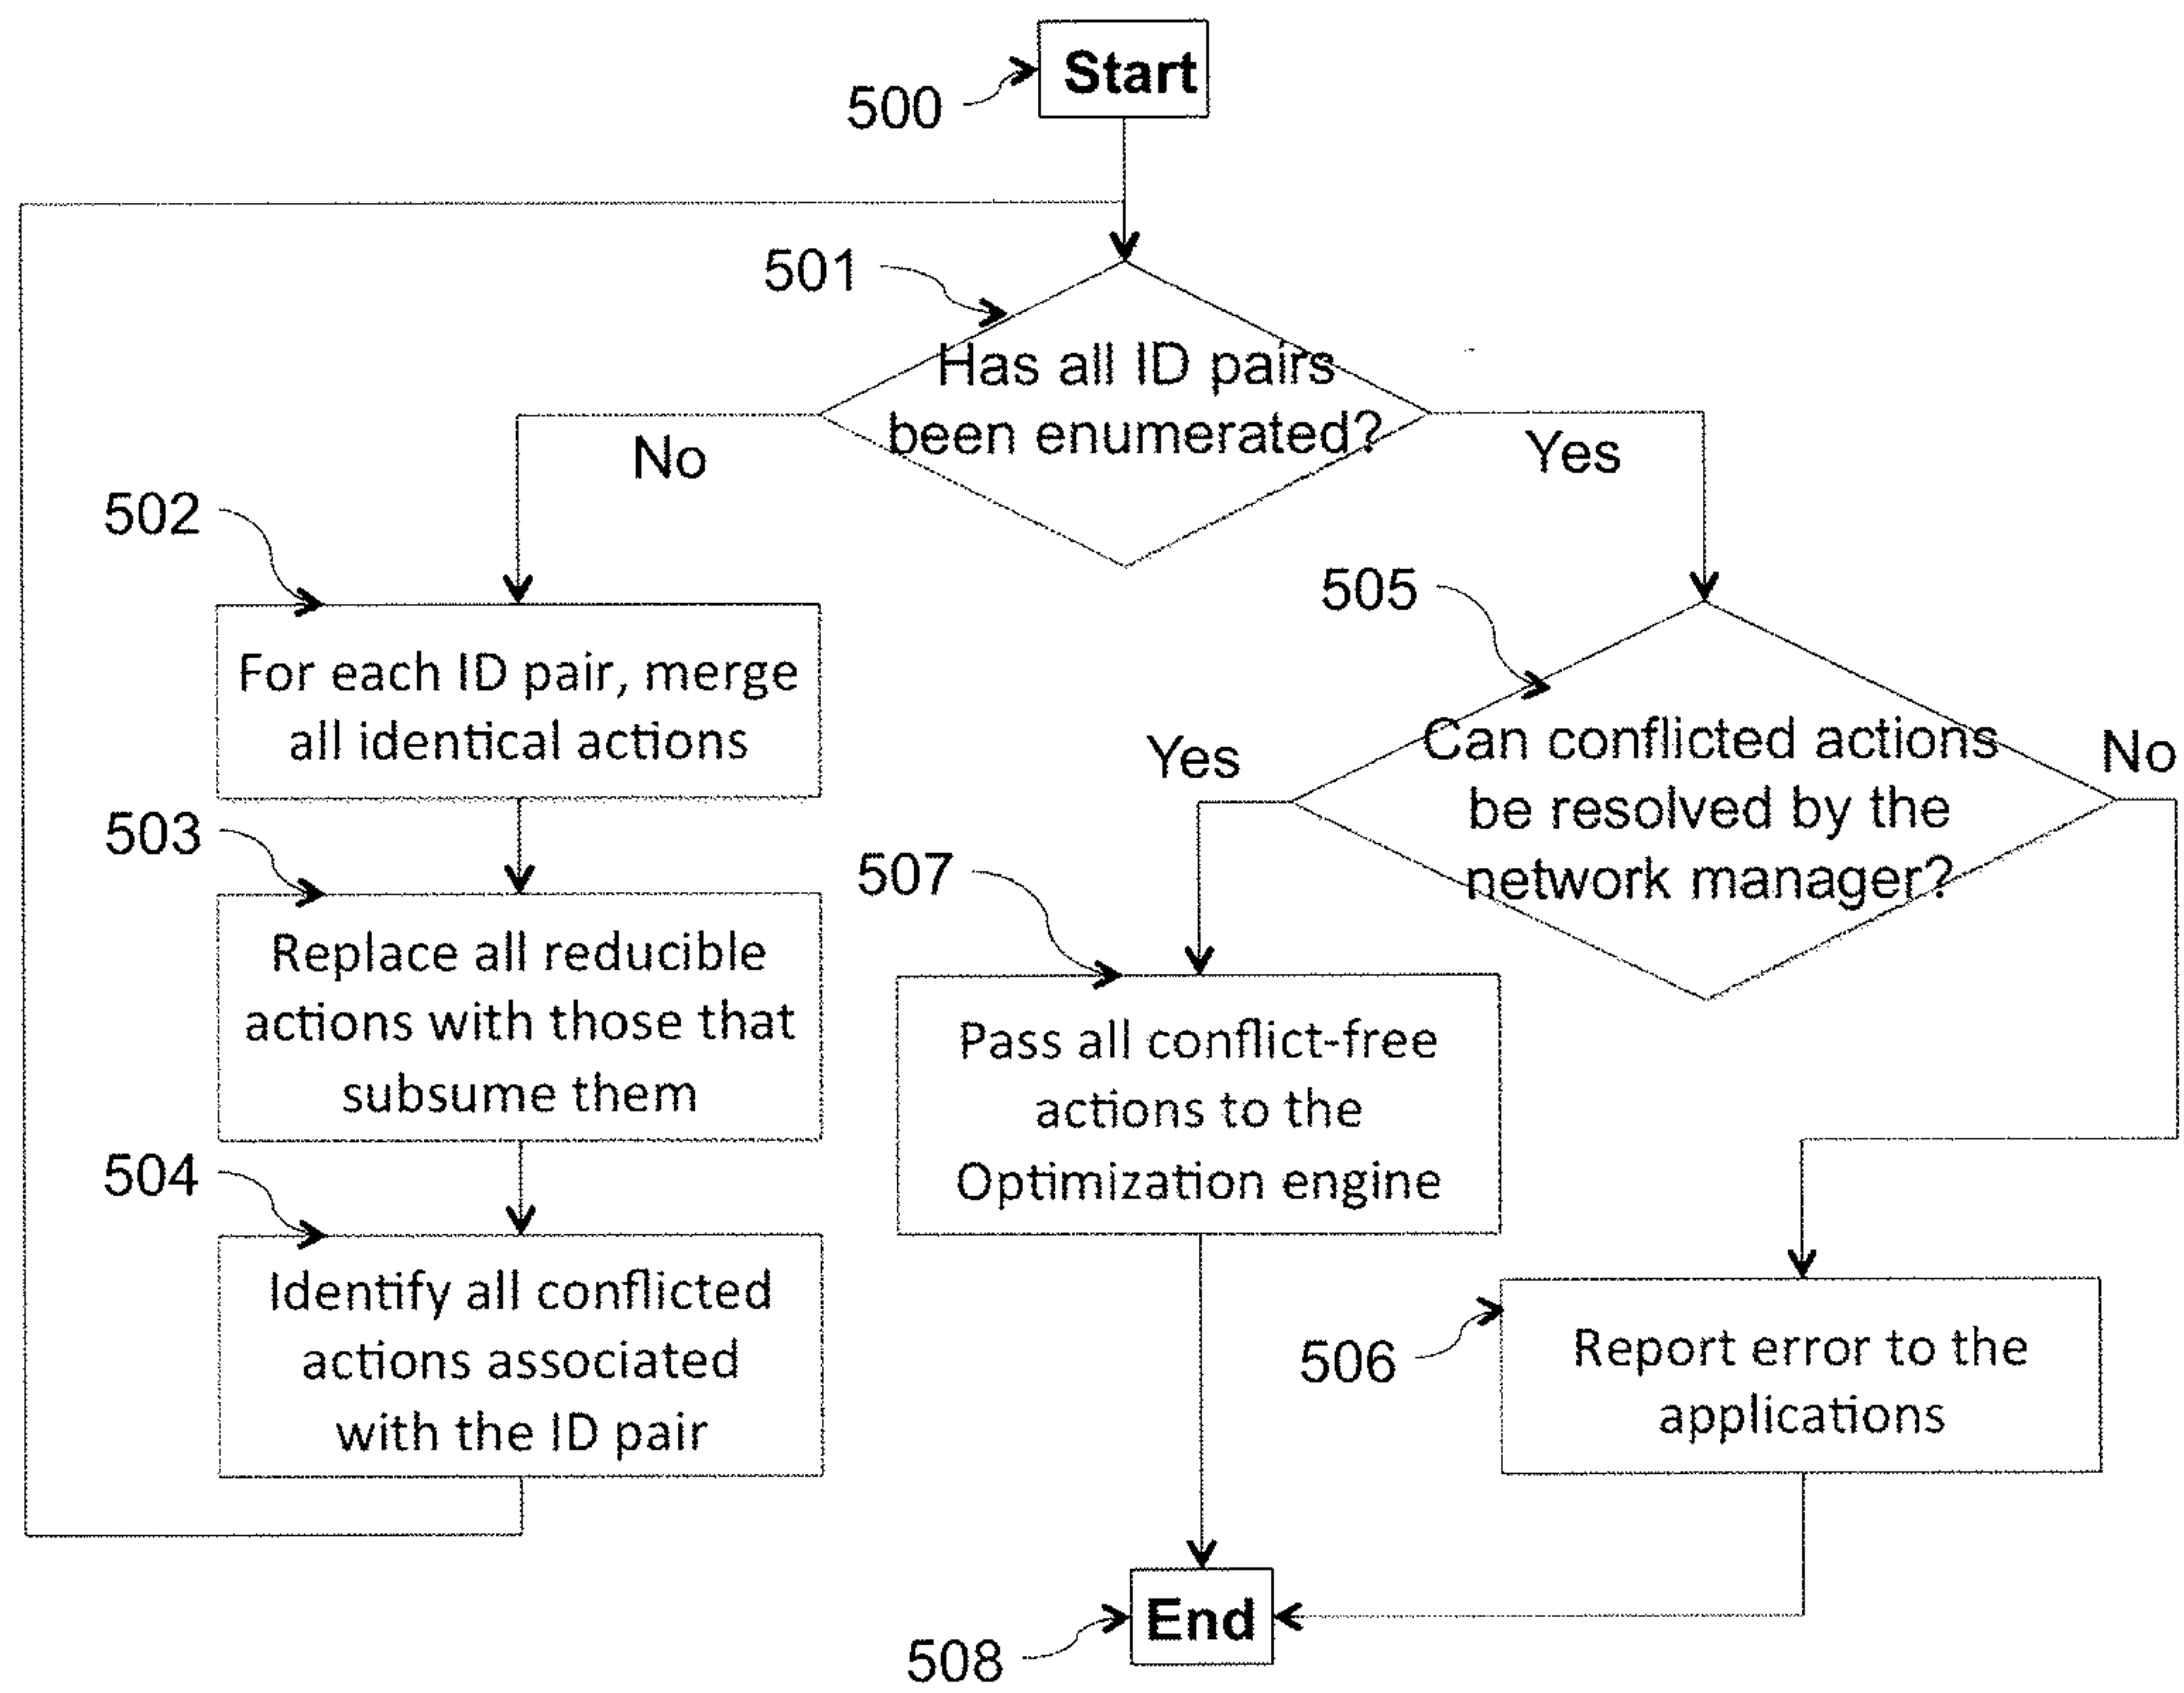 Start
500
501
Has all ID pairs
been enumerated?
No
Yes
502
505
For each ID pair, merge
all identical actions
Can conflicted actions
be resolved by the
network manager?
Yes
No
503
507
Replace all reducible
actions with those that
subsume them
Pass all conflict-free
actions to the
Optimization engine
504
Identify all conflicted
actions associated
with the ID pair
506
Report error to the
applications
End
508